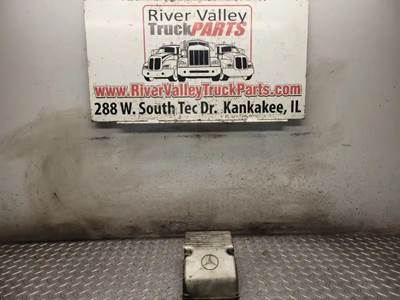 River Valley
TruckPARTS
www.RiverValleyTruckParts.com
288 W. South Tec Dr. Kankakee, IL